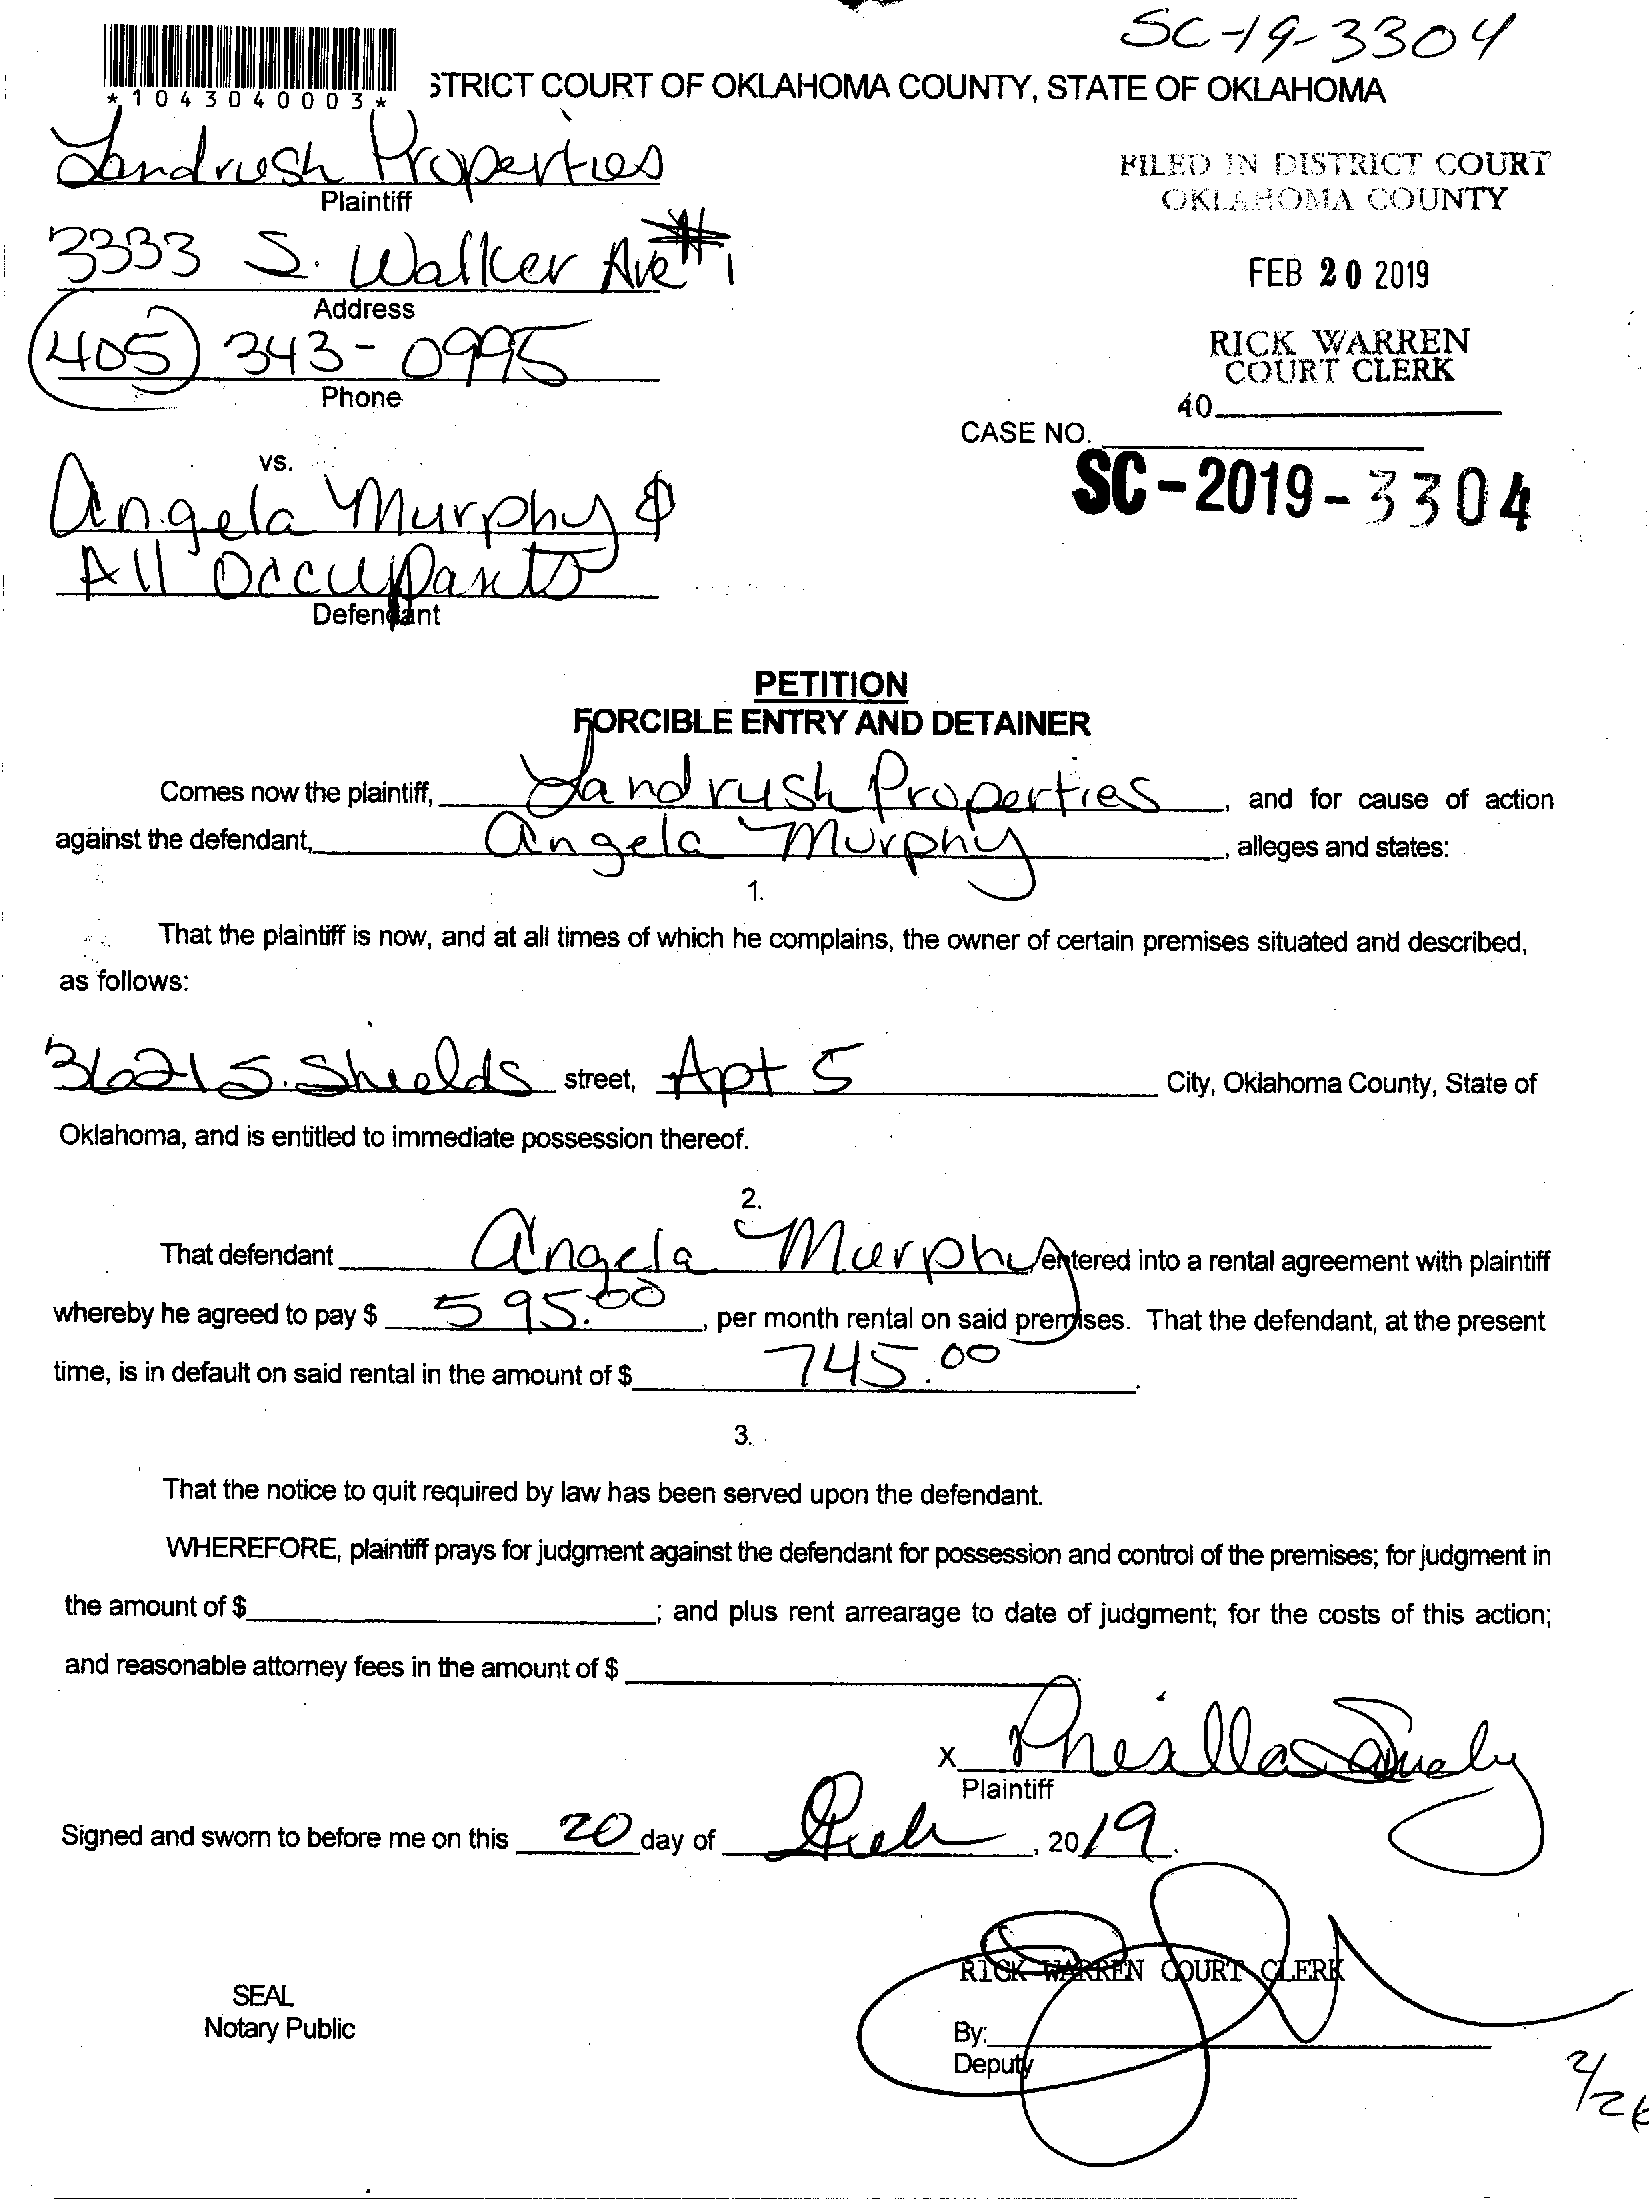 SC-19-3304
*1043040003*
STRICT COURT OF OKLAHOMA COUNTY, STATE OF OKLAHOMA
Landrush Properties
Plaintiff
FILED IN DISTRICT COURT
OKLAHOMA COUNTY
3333 S. Walker Ave #1
Address
FEB 20 2019
(405) 343-0995
Phone
RICK WARREN
COURT CLERK
40
CASE NO.
SC-2019-3304
vs.
Angela Murphy &
All Occupants
Defendant
PETITION
FORCIBLE ENTRY AND DETAINER
Comes now the plaintiff, Landrush Properties, and for cause of action
against the defendant, Angela Murphy, alleges and states:
1.
That the plaintiff is now, and at all times of which he complains, the owner of certain premises situated and described,
as follows:
3621 S. Shields street, Apt 5 City, Oklahoma County, State of
Oklahoma, and is entitled to immediate possession thereof.
2.
That defendant Angela Murphy entered into a rental agreement with plaintiff
whereby he agreed to pay $ 595.00, per month rental on said premises. That the defendant, at the present
time, is in default on said rental in the amount of $ 745.00.
3.
That the notice to quit required by law has been served upon the defendant.
WHEREFORE, plaintiff prays for judgment against the defendant for possession and control of the premises; for judgment in
the amount of $ ; and plus rent arrearage to date of judgment; for the costs of this action;
and reasonable attorney fees in the amount of $
X
Plaintiff
Signed and sworn to before me on this 20 day of Feb, 2019.
RICK WARREN COURT CLERK
SEAL
Notary Public
By:
Deputy